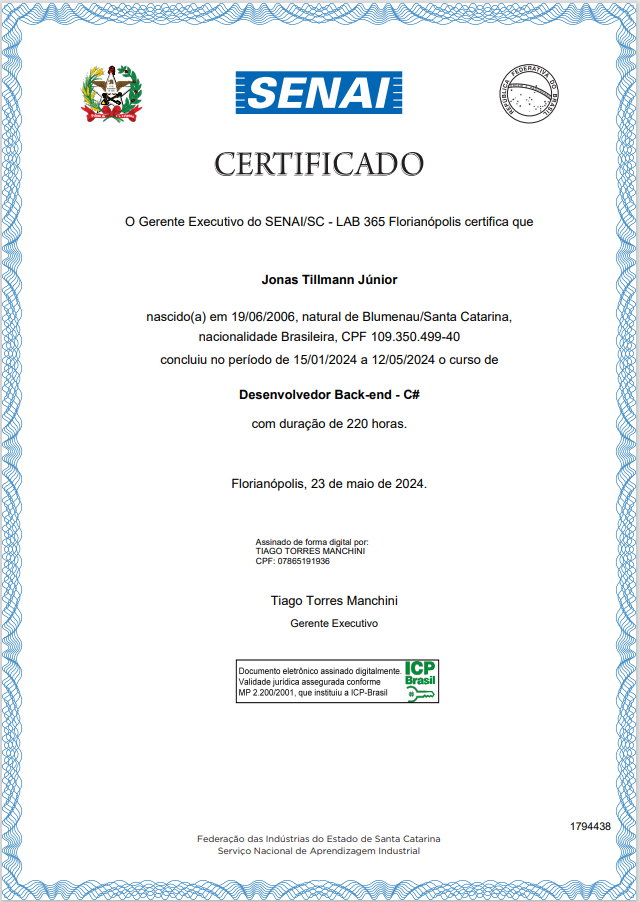 SENAI
REPÚBLICA FEDERATIVA DO BRASIL
CERTIFICADO
O Gerente Executivo do SENAI/SC - LAB 365 Florianópolis certifica que
Jonas Tillmann Júnior
nascido(a) em 19/06/2006, natural de Blumenau/Santa Catarina,
nacionalidade Brasileira, CPF 109.350.499-40
concluiu no período de 15/01/2024 a 12/05/2024 o curso de
Desenvolvedor Back-end - C#
com duração de 220 horas.
Florianópolis, 23 de maio de 2024.
Assinado de forma digital por:
TIAGO TORRES MANCHINI
CPF: 07865191936
Tiago Torres Manchini
Gerente Executivo
Documento eletrônico assinado digitalmente.
Validade jurídica assegurada conforme
MP 2.200/2001, que instituiu a ICP-Brasil
ICP
Brasil
1794438
Federação das Indústrias do Estado de Santa Catarina
Serviço Nacional de Aprendizagem Industrial